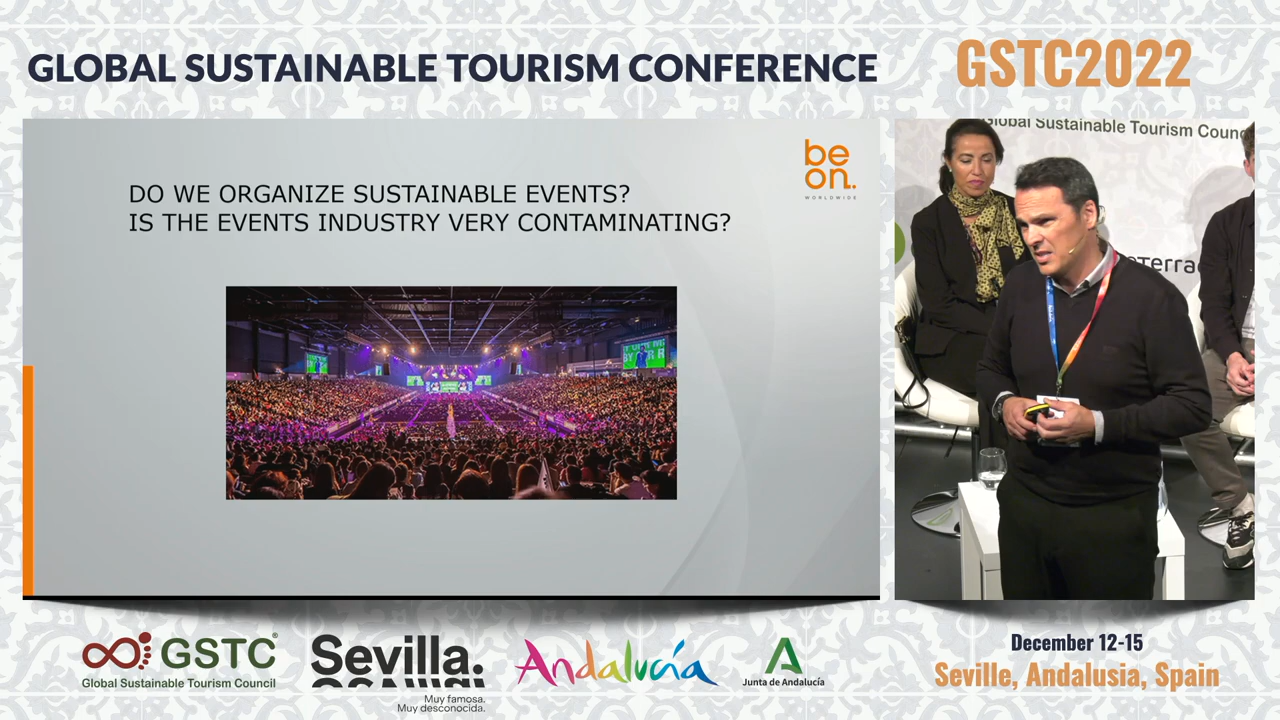 GLOBAL SUSTAINABLE TOURISM CONFERENCE
GSTC2022
be
on.
WORLDWIDE
DO WE ORGANIZE SUSTAINABLE EVENTS?
IS THE EVENTS INDUSTRY VERY CONTAMINATING?
Global Sustainable Tourism Counc
Terra
GSTC®
Global Sustainable Tourism Council
Sevilla.
Muy famosa.
Muy desconocida.
Andalucía
Junta de Andalucía
December 12-15
Seville, Andalusia, Spain